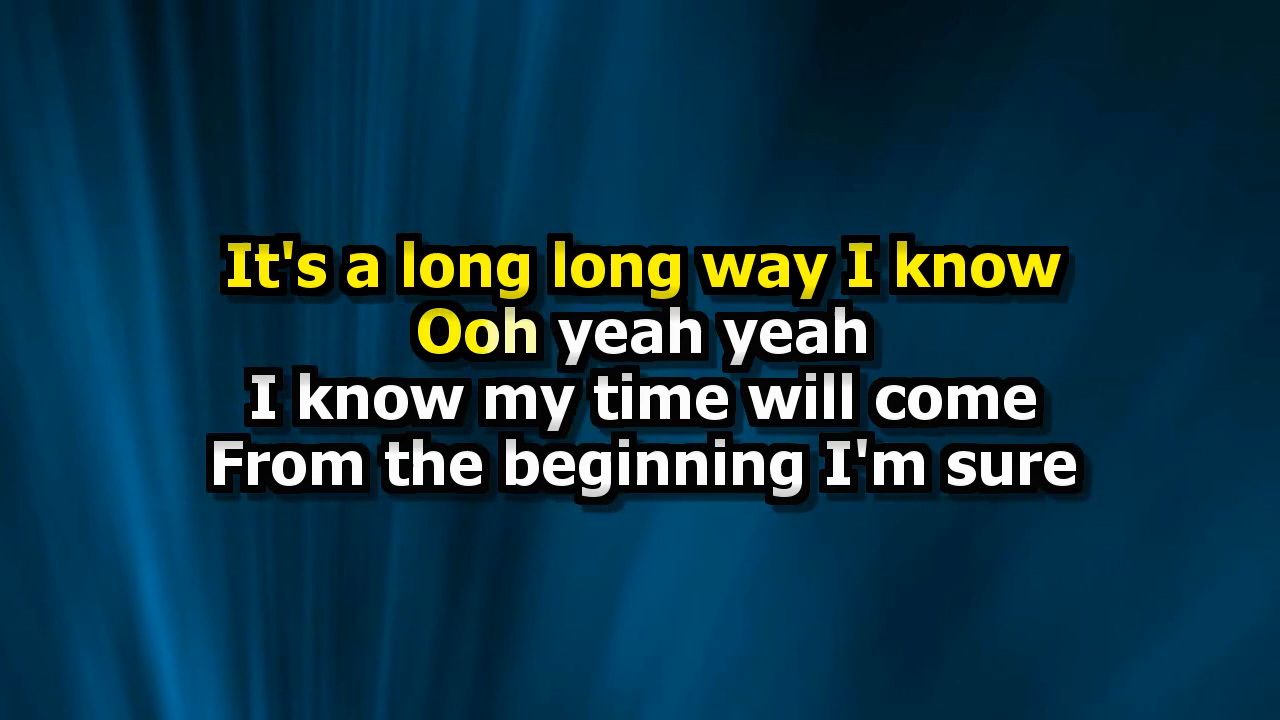 It's a long long way I know
Ooh yeah yeah
I know my time will come
From the beginning I'm sure